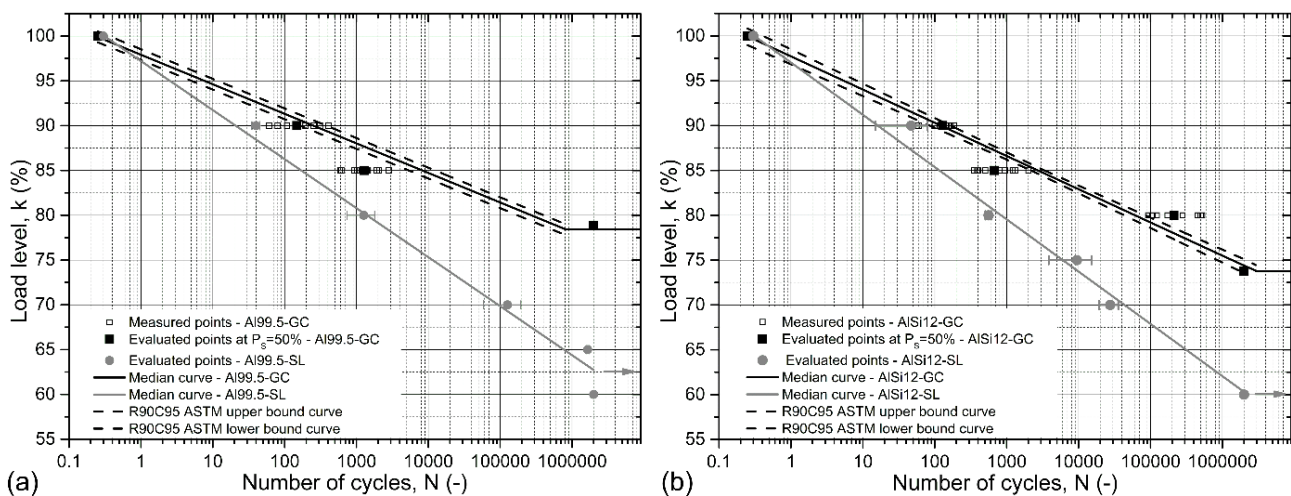 100
95
90
85
80
75
70
65
60
55
Load level, k (%)
Measured points - Al99.5-GC
Evaluated points at PS=50% - Al99.5-GC
Evaluated points - Al99.5-SL
Median curve - Al99.5-GC
Median curve - Al99.5-SL
R90C95 ASTM upper bound curve
R90C95 ASTM lower bound curve
0.1 1 10 100 1000 10000 100000 1000000
Number of cycles, N (-)
(a)
100
95
90
85
80
75
70
65
60
55
Load level, k (%)
Measured points - AlSi12-GC
Evaluated points at PS=50% - AlSi12-GC
Evaluated points - AlSi12-SL
Median curve - AlSi12-GC
Median curve - AlSi12-SL
R90C95 ASTM upper bound curve
R90C95 ASTM lower bound curve
0.1 1 10 100 1000 10000 100000 1000000
Number of cycles, N (-)
(b)